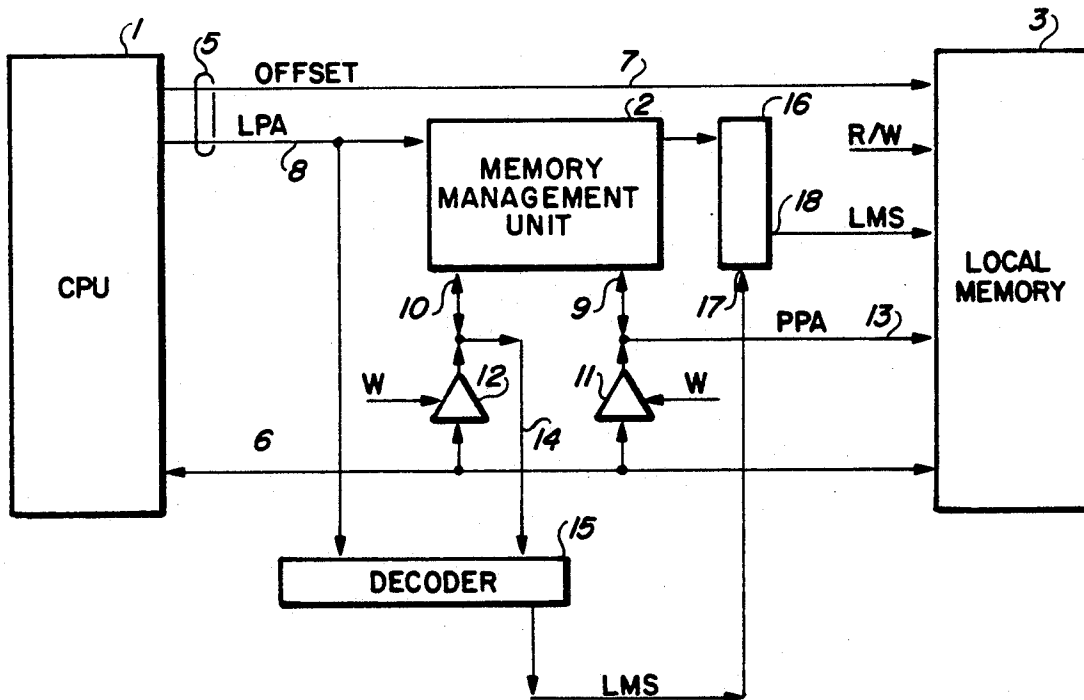 1
5
OFFSET
7
3
LPA
8
2
16
R/W
MEMORY
MANAGEMENT
UNIT
18
LMS
CPU
LOCAL
MEMORY
10
9
17
PPA
13
W
12
11
W
14
6
15
DECODER
LMS